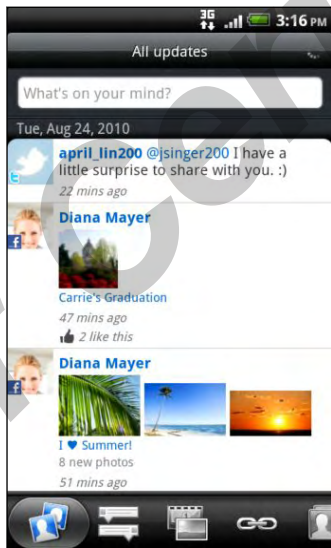 3G 3:16 PM
All updates
What's on your mind?
Tue, Aug 24, 2010
april_lin200 @jsinger200 I have a
little surprise to share with you. :)
22 mins ago
Diana Mayer
Carrie's Graduation
47 mins ago
2 like this
Diana Mayer
I ♥ Summer!
8 new photos
51 mins ago